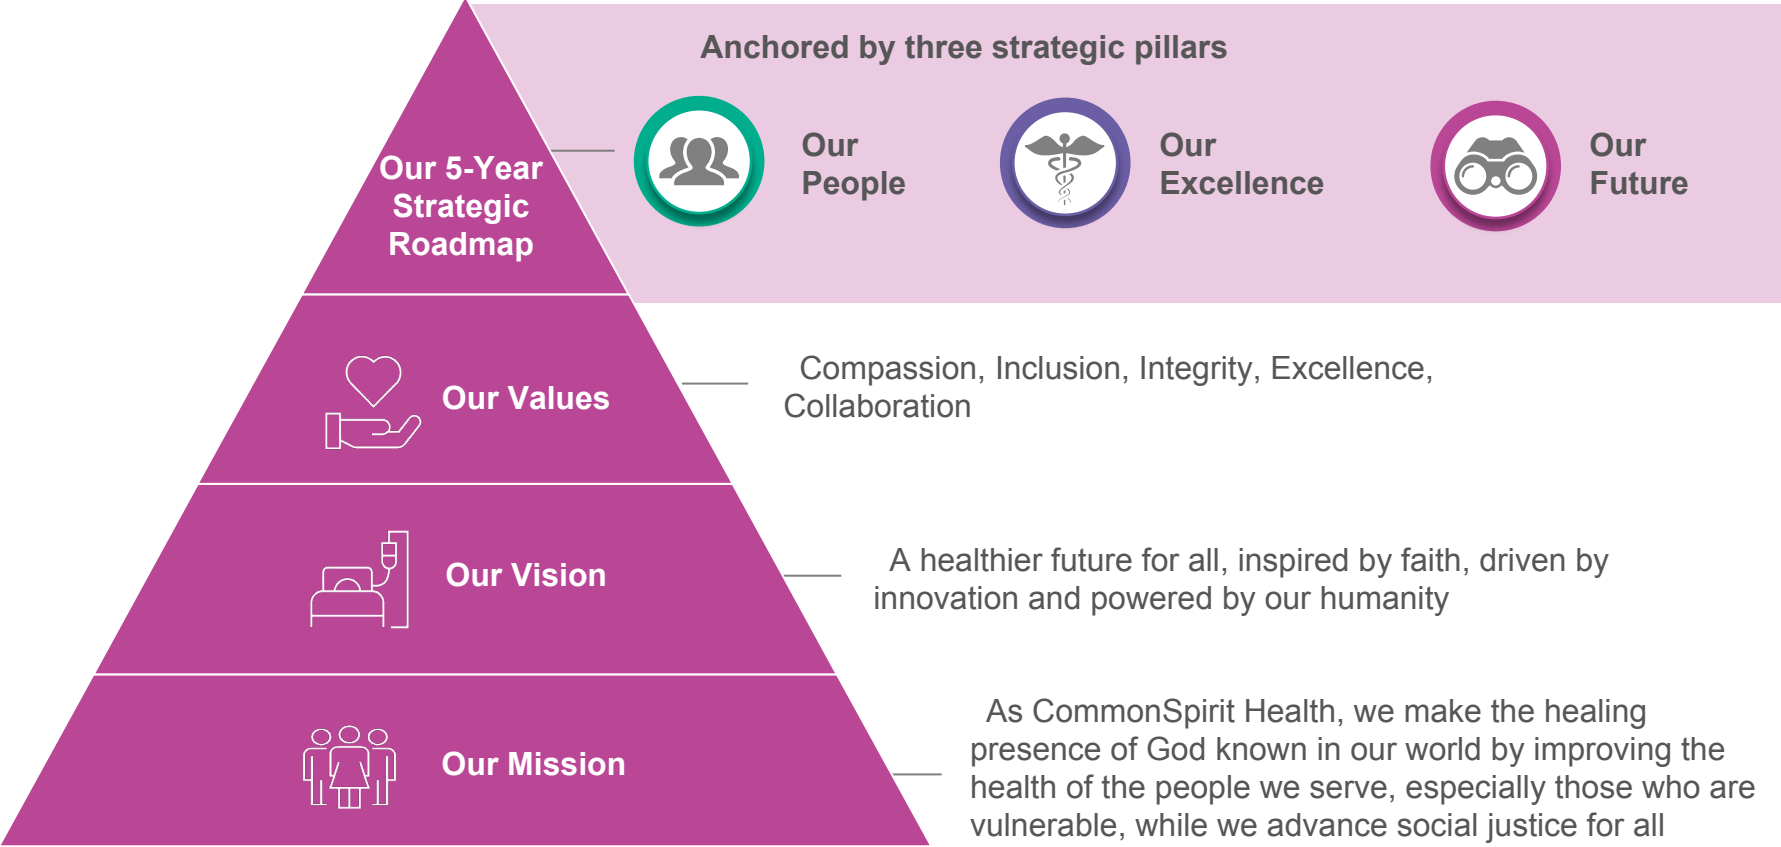 Anchored by three strategic pillars
Our 5-Year
Strategic
Roadmap
Our
People
Our
Excellence
Our
Future
Our Values
Compassion, Inclusion, Integrity, Excellence,
Collaboration
Our Vision
A healthier future for all, inspired by faith, driven by
innovation and powered by our humanity
Our Mission
As CommonSpirit Health, we make the healing
presence of God known in our world by improving the
health of the people we serve, especially those who are
vulnerable, while we advance social justice for all